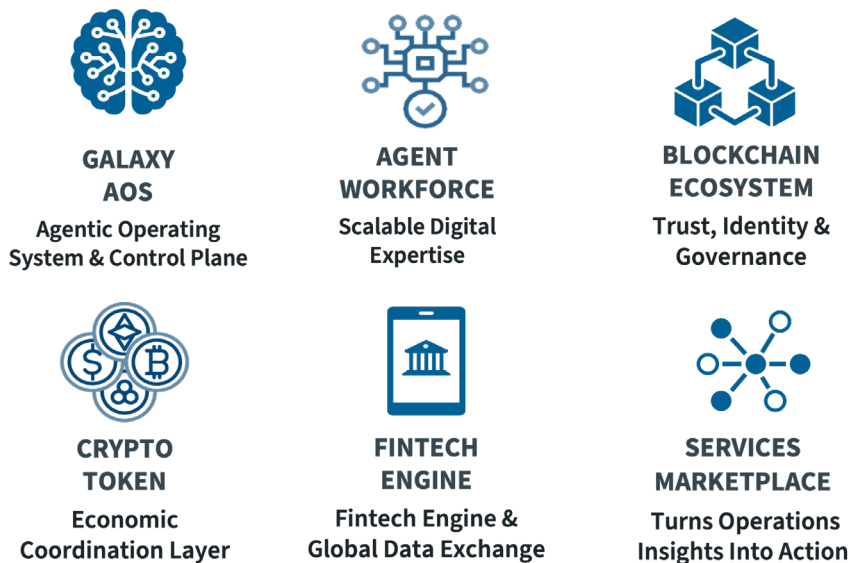 GALAXY
AOS
Agentic Operating
System & Control Plane
AGENT
WORKFORCE
Scalable Digital
Expertise
BLOCKCHAIN
ECOSYSTEM
Trust, Identity &
Governance
CRYPTO
TOKEN
Economic
Coordination Layer
FINTECH
ENGINE
Fintech Engine &
Global Data Exchange
SERVICES
MARKETPLACE
Turns Operations
Insights Into Action